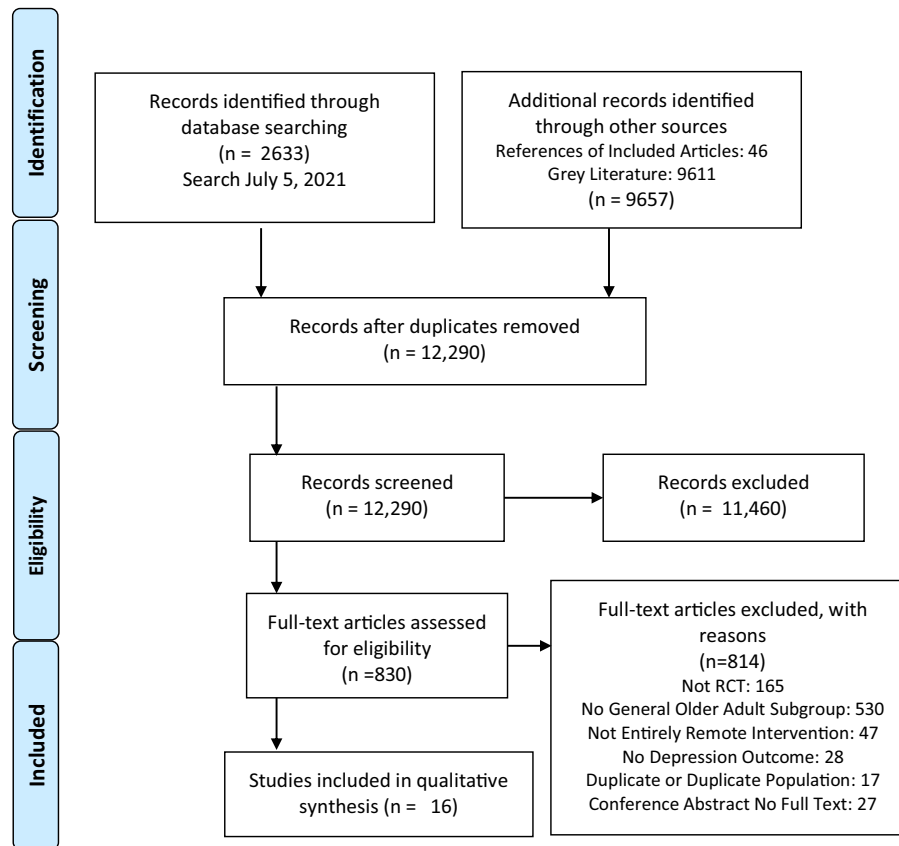 Identification
Records identified through
database searching
(n = 2633)
Search July 5, 2021
Additional records identified
through other sources
References of Included Articles: 46
Grey Literature: 9611
(n = 9657)
Screening
Records after duplicates removed
(n = 12,290)
Eligibility
Records screened
(n = 12,290)
Records excluded
(n = 11,460)
Full-text articles assessed
for eligibility
(n =830)
Full-text articles excluded, with
reasons
(n=814)
Not RCT: 165
No General Older Adult Subgroup: 530
Not Entirely Remote Intervention: 47
No Depression Outcome: 28
Duplicate or Duplicate Population: 17
Conference Abstract No Full Text: 27
Included
Studies included in qualitative
synthesis (n = 16)